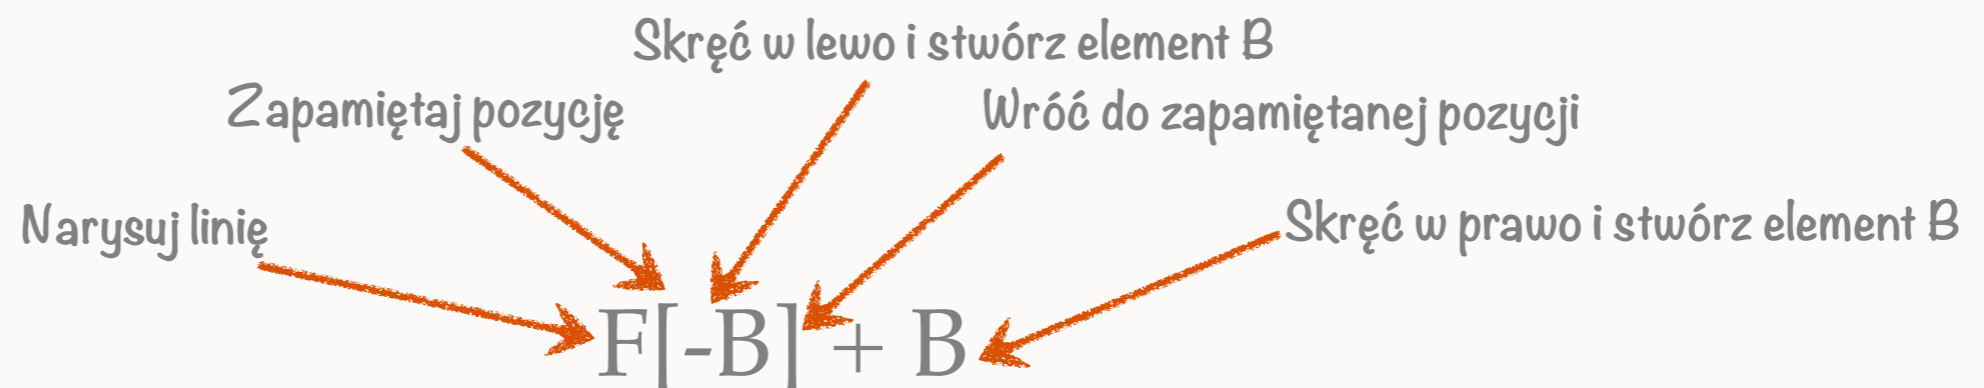 Skręć w lewo i stwórz element B
Zapamiętaj pozycję
Wróć do zapamiętanej pozycji
Narysuj linię
Skręć w prawo i stwórz element B
F[-B] + B